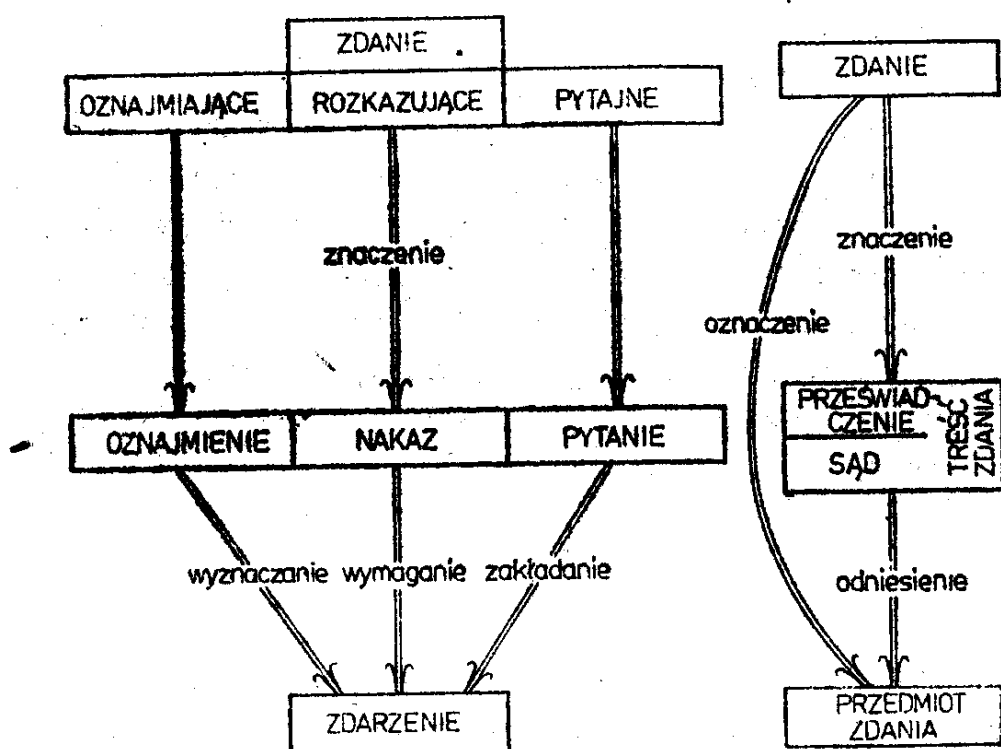 ZDANIE
OZNAJMIAJĄCE ROZKAZUJĄCE PYTAJNE
znaczenie
OZNAJMIENIE NAKAZ PYTANIE
wyznaczanie wymaganie zakładanie
ZDARZENIE
ZDANIE
znaczenie
oznaczenie
PRZEŚWIAD-
CZENIE
SĄD
TREŚĆ
ZDANIA
odniesienie
PRZEDMIOT
ZDANIA